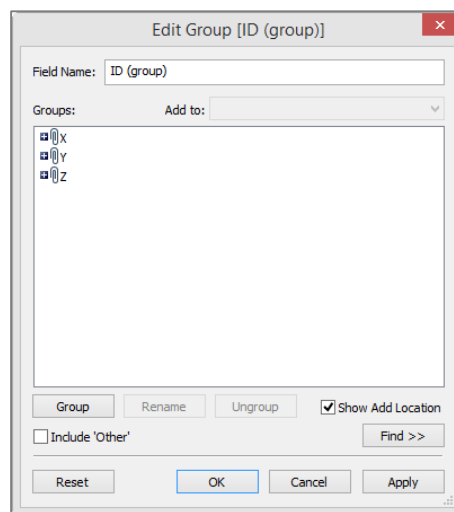 Edit Group [ID (group)]
Field Name: ID (group)
Groups: Add to:
X
Y
Z
Group Rename Ungroup Show Add Location
Include 'Other' Find >>
Reset OK Cancel Apply